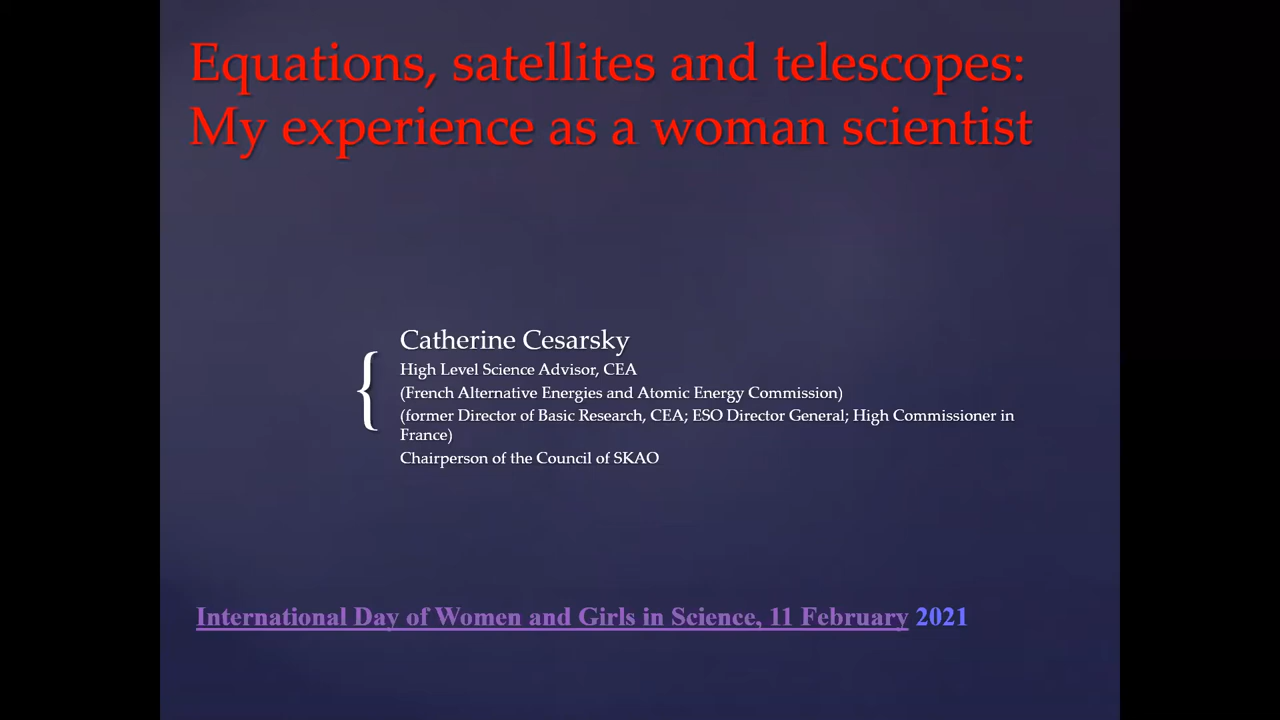 Equations, satellites and telescopes:
My experience as a woman scientist
Catherine Cesarsky
High Level Science Advisor, CEA
(French Alternative Energies and Atomic Energy Commission)
(former Director of Basic Research, CEA; ESO Director General; High Commissioner in
France)
Chairperson of the Council of SKAO
International Day of Women and Girls in Science, 11 February 2021